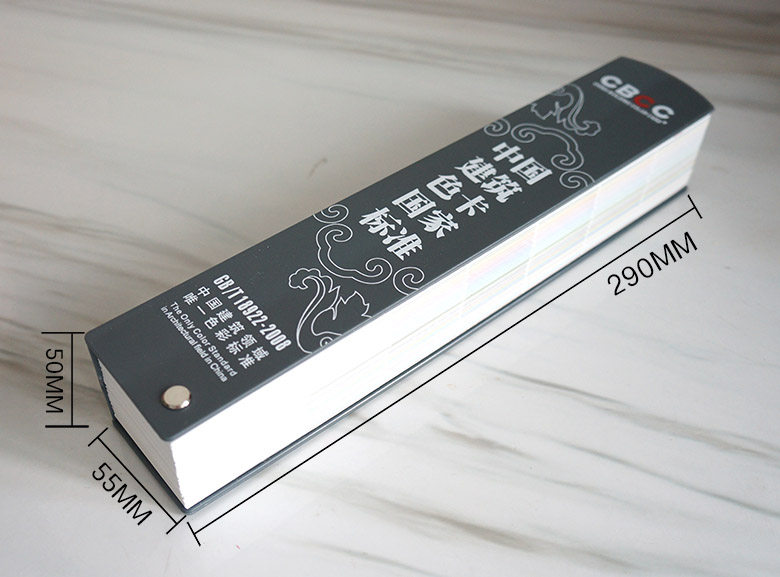 CBCC
中国
建筑
色卡
国家
标准
GB/T 18922-2008
中国建筑领域
唯一色彩标准
The Only Color Standard
in Architectural field in China
290MM
50MM
55MM